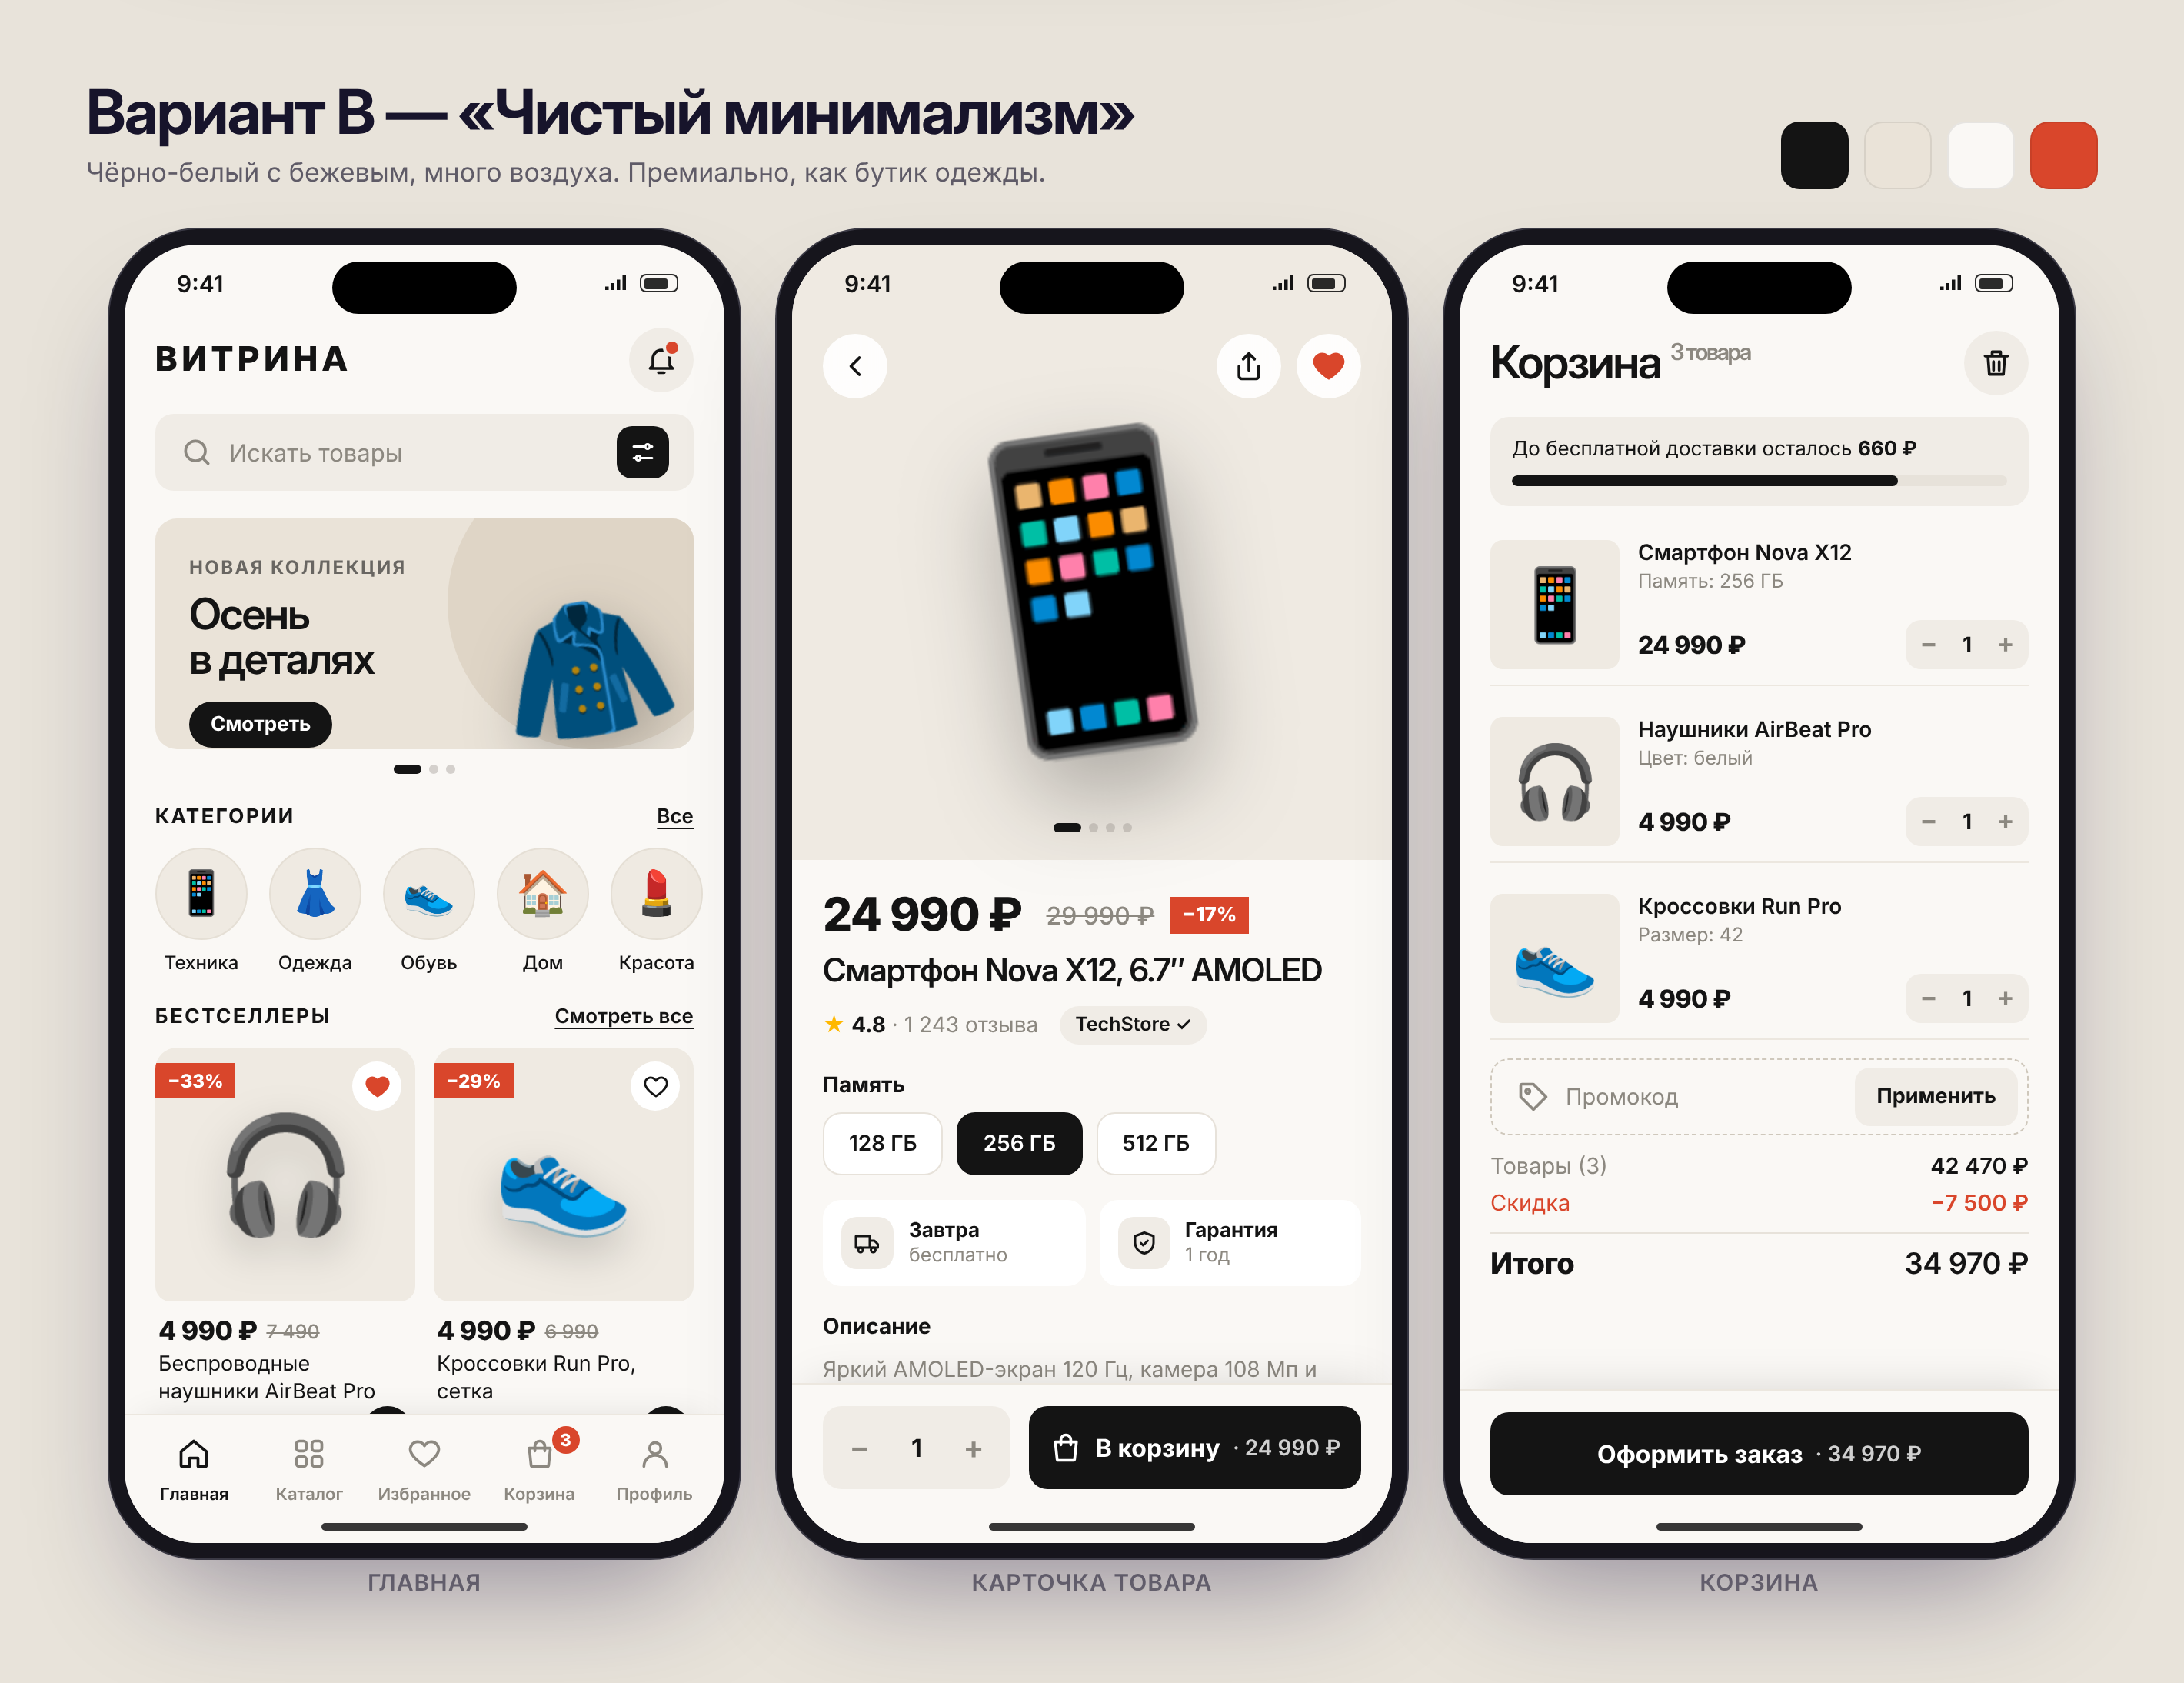 Вариант B — «Чистый минимализм»
Чёрно-белый с бежевым, много воздуха. Премиально, как бутик одежды.
9:41
ВИТРИНА
Искать товары
НОВАЯ КОЛЛЕКЦИЯ
Осень
в деталях
Смотреть
КАТЕГОРИИ Все
Техника Одежда Обувь Дом Красота
БЕСТСЕЛЛЕРЫ Смотреть все
−33% −29%
4 990 ₽ 7 490 4 990 ₽ 6 990
Беспроводные Кроссовки Run Pro,
наушники AirBeat Pro сетка
3
Главная Каталог Избранное Корзина Профиль
ГЛАВНАЯ
9:41
24 990 ₽ 29 990 ₽ −17%
Смартфон Nova X12, 6.7″ AMOLED
★ 4.8 · 1 243 отзыва TechStore ✓
Память
128 ГБ 256 ГБ 512 ГБ
Завтра Гарантия
бесплатно 1 год
Описание
Яркий AMOLED-экран 120 Гц, камера 108 Мп и
− 1 + В корзину · 24 990 ₽
КАРТОЧКА ТОВАРА
9:41
Корзина 3 товара
До бесплатной доставки осталось 660 ₽
Смартфон Nova X12
Память: 256 ГБ
24 990 ₽ − 1 +
Наушники AirBeat Pro
Цвет: белый
4 990 ₽ − 1 +
Кроссовки Run Pro
Размер: 42
4 990 ₽ − 1 +
Промокод Применить
Товары (3) 42 470 ₽
Скидка −7 500 ₽
Итого 34 970 ₽
Оформить заказ · 34 970 ₽
КОРЗИНА